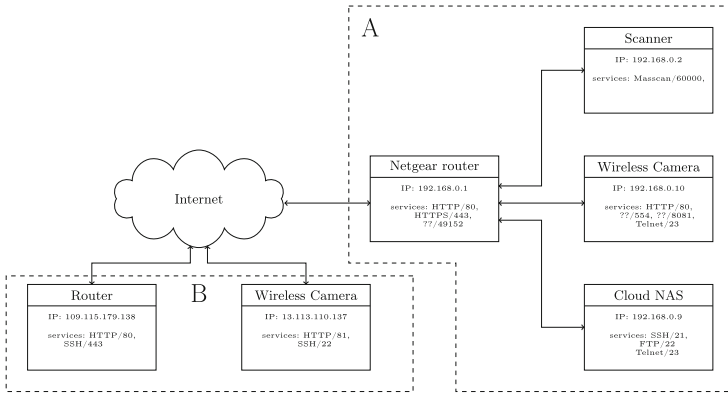 A
Scanner
IP: 192.168.0.2
services: Masscan/60000,
Netgear router
IP: 192.168.0.1
services: HTTP/80,
HTTPS/443,
??/49152
Wireless Camera
IP: 192.168.0.10
services: HTTP/80,
??/554, ??/8081,
Telnet/23
Internet
B
Router
IP: 109.115.179.138
services: HTTP/80,
SSH/443
Wireless Camera
IP: 13.113.110.137
services: HTTP/81,
SSH/22
Cloud NAS
IP: 192.168.0.9
services: SSH/21,
FTP/22
Telnet/23